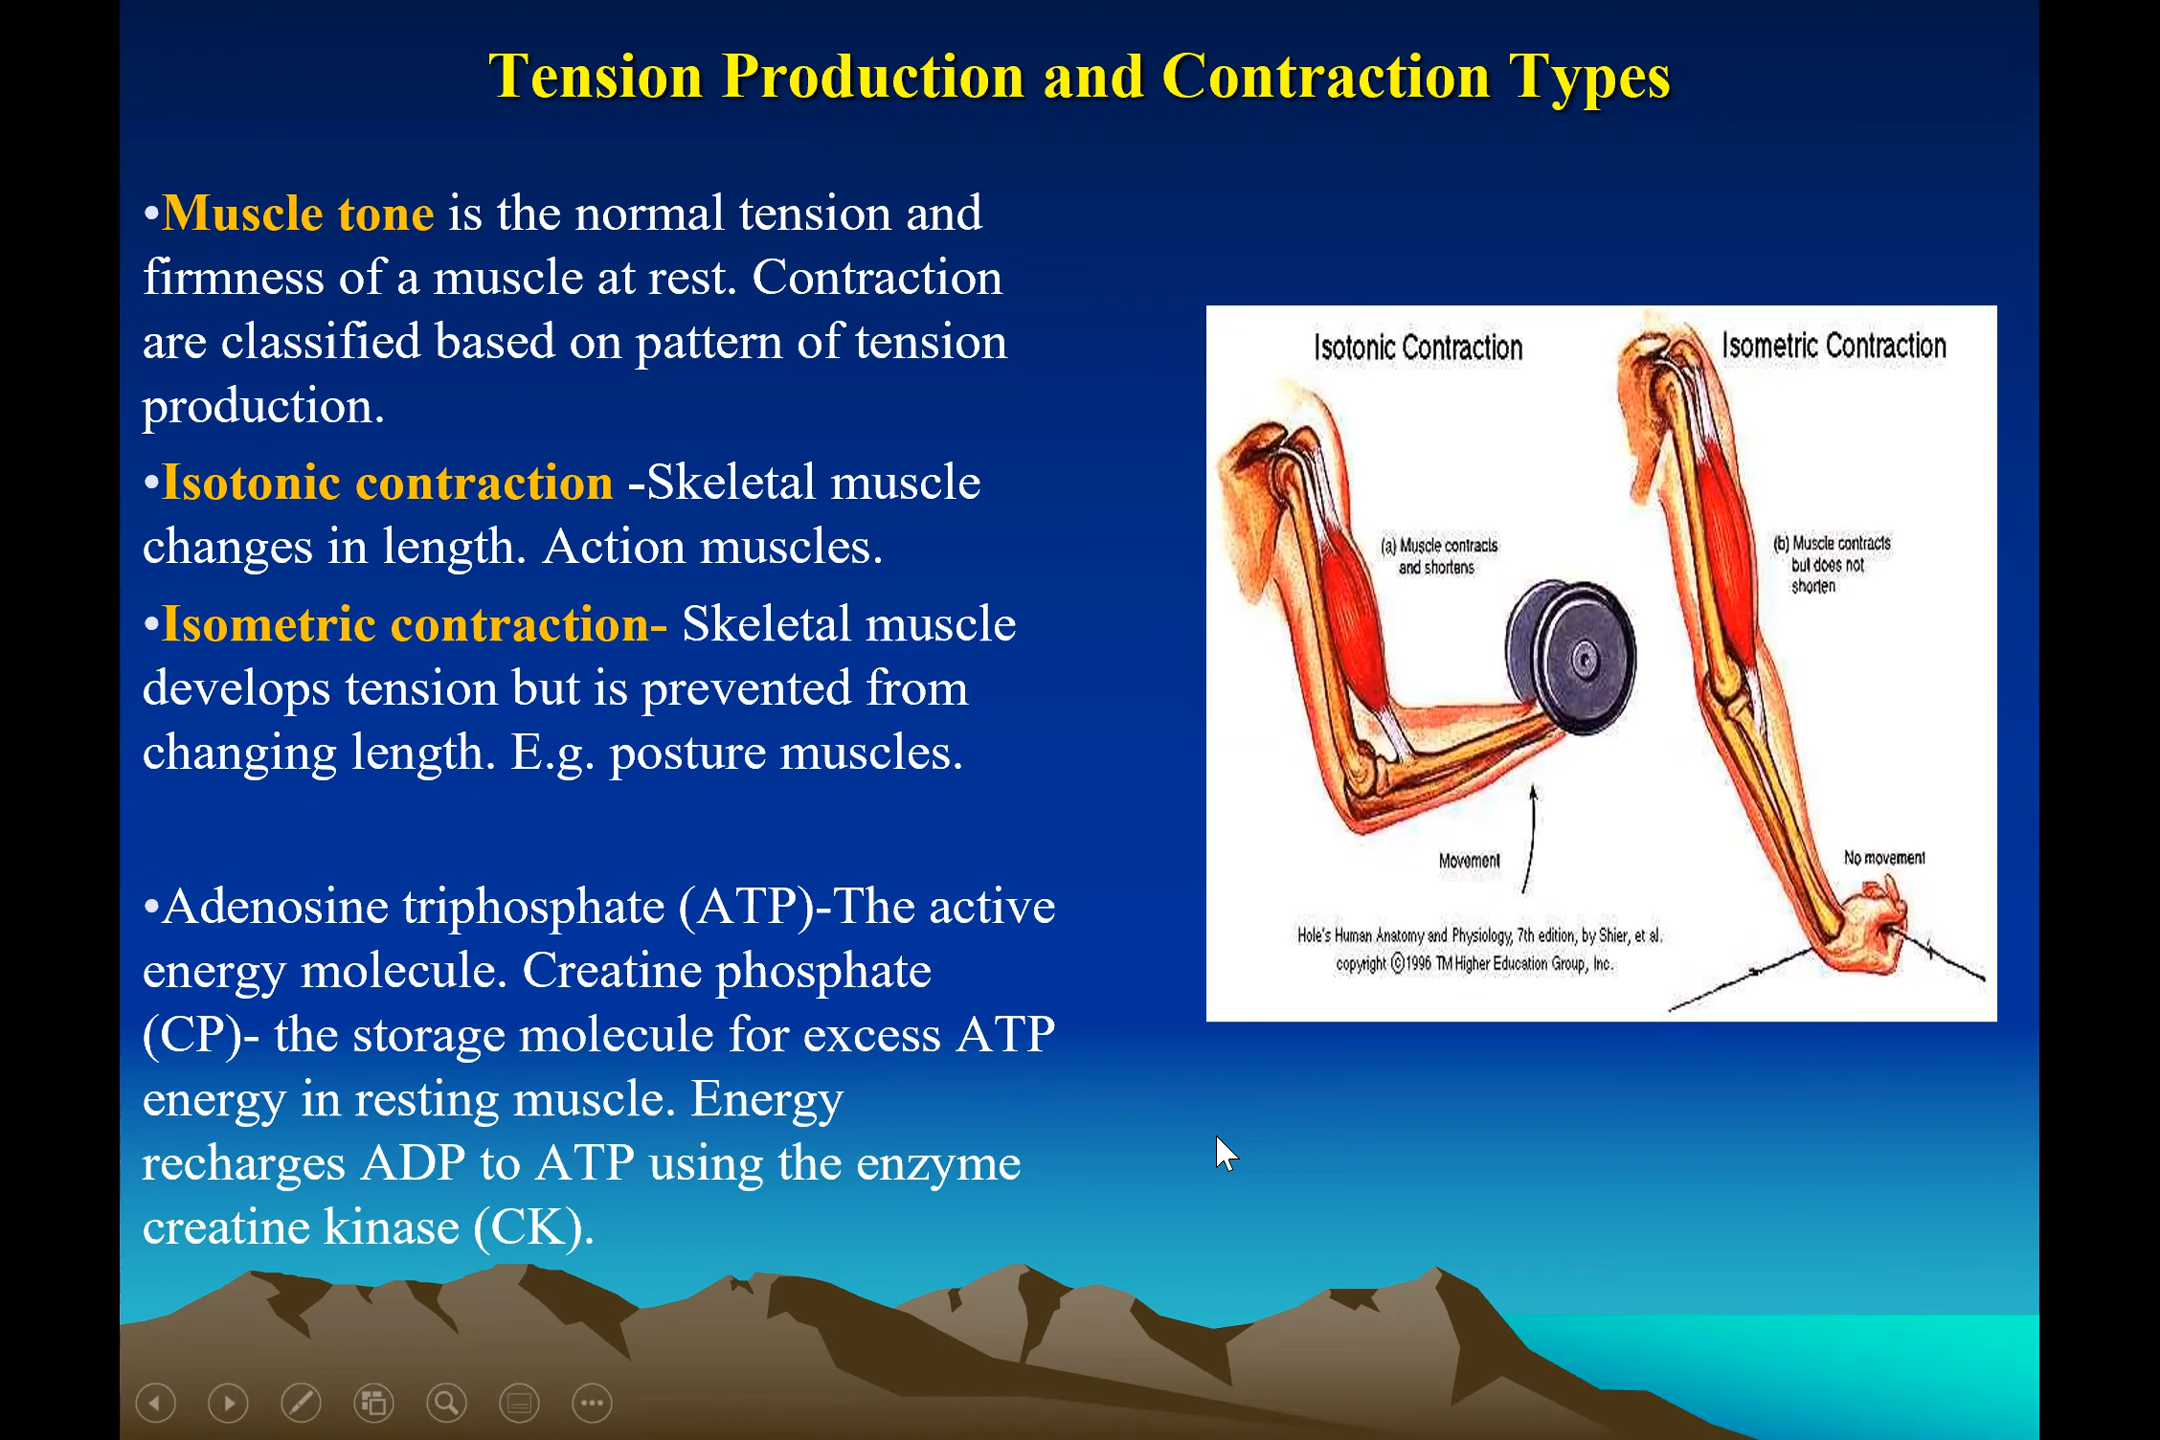 Tension Production and Contraction Types
•Muscle tone is the normal tension and
firmness of a muscle at rest. Contraction
are classified based on pattern of tension
production.
•Isotonic contraction -Skeletal muscle
changes in length. Action muscles.
•Isometric contraction- Skeletal muscle
develops tension but is prevented from
changing length. E.g. posture muscles.
•Adenosine triphosphate (ATP)-The active
energy molecule. Creatine phosphate
(CP)- the storage molecule for excess ATP
energy in resting muscle. Energy
recharges ADP to ATP using the enzyme
creatine kinase (CK).
Isotonic Contraction
(a) Muscle contracts
and shortens
Movement
Hole's Human Anatomy and Physiology, 7th edition, by Shier, et al.
copyright ©1996 TM Higher Education Group, Inc.
Isometric Contraction
(b) Muscle contracts
but does not
shorten
No movement